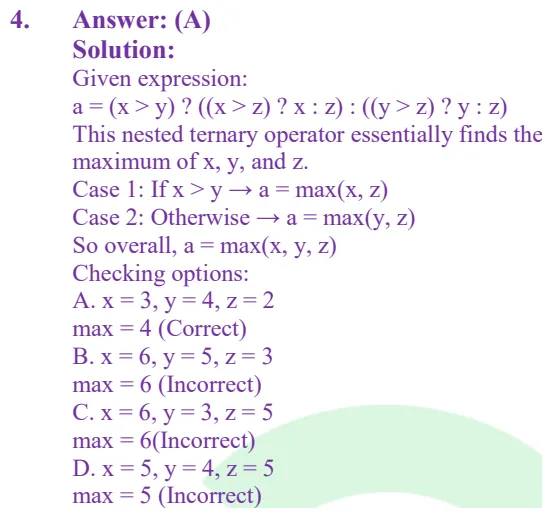 4. Answer: (A)
Solution:
Given expression:
a = (x > y) ? ((x > z) ? x : z) : ((y > z) ? y : z)
This nested ternary operator essentially finds the
maximum of x, y, and z.
Case 1: If x > y → a = max(x, z)
Case 2: Otherwise → a = max(y, z)
So overall, a = max(x, y, z)
Checking options:
A. x = 3, y = 4, z = 2
max = 4 (Correct)
B. x = 6, y = 5, z = 3
max = 6 (Incorrect)
C. x = 6, y = 3, z = 5
max = 6(Incorrect)
D. x = 5, y = 4, z = 5
max = 5 (Incorrect)